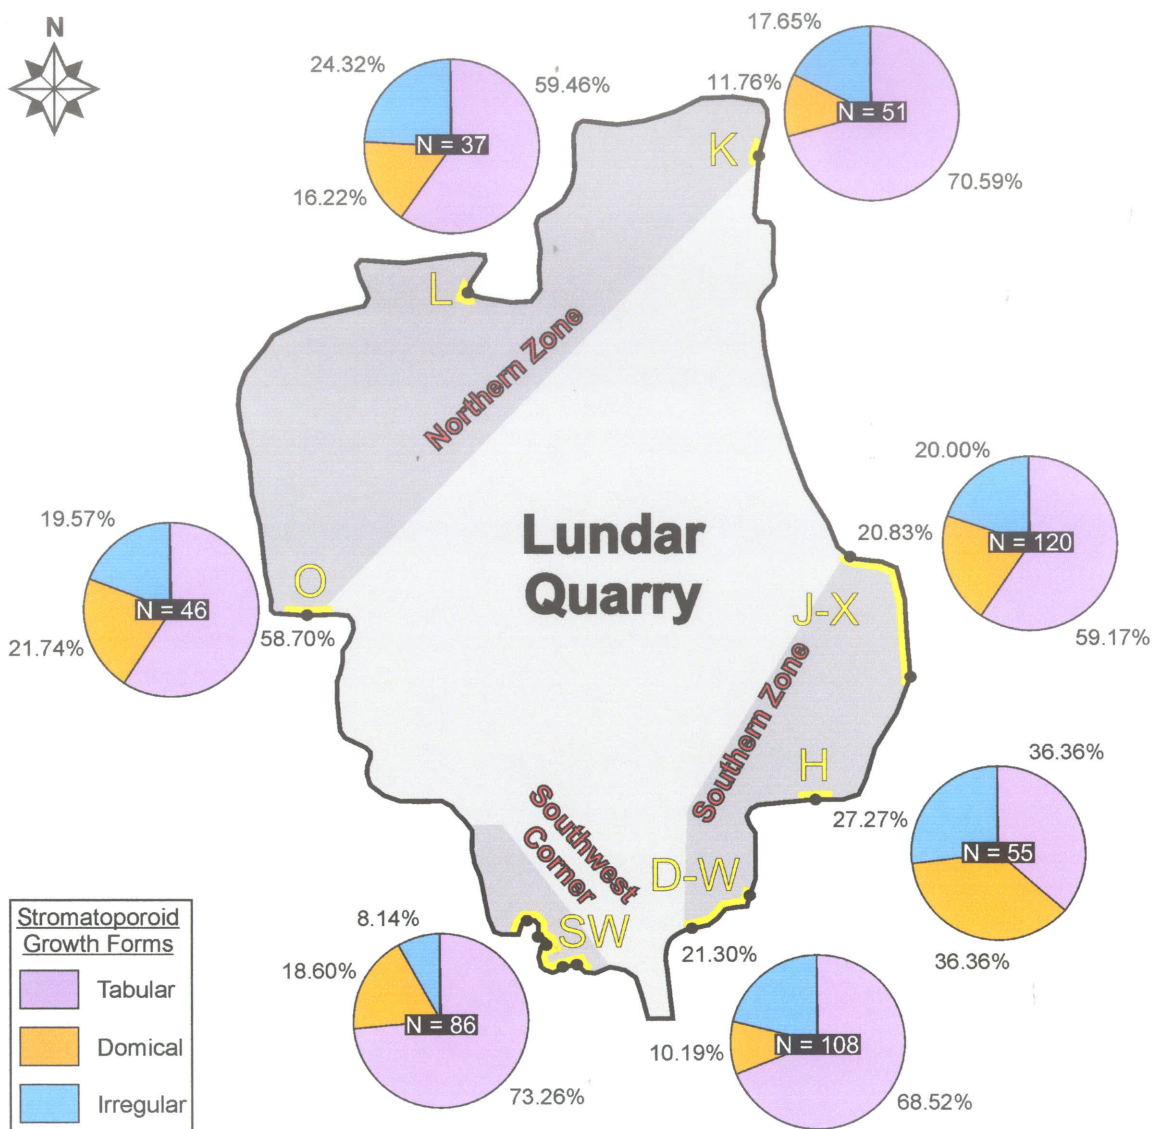 N
24.32%
59.46%
N = 37
16.22%
17.65%
11.76%
N = 51
70.59%
K
L
Northern Zone
Lundar
Quarry
19.57%
O
N = 46
21.74%
58.70%
20.00%
20.83%
N = 120
59.17%
J-X
Southern Zone
H
36.36%
27.27%
N = 55
36.36%
Southwest
Corner
D-W
SW
21.30%
8.14%
18.60%
N = 86
73.26%
N = 108
10.19%
68.52%
Stromatoporoid
Growth Forms
Tabular
Domical
Irregular